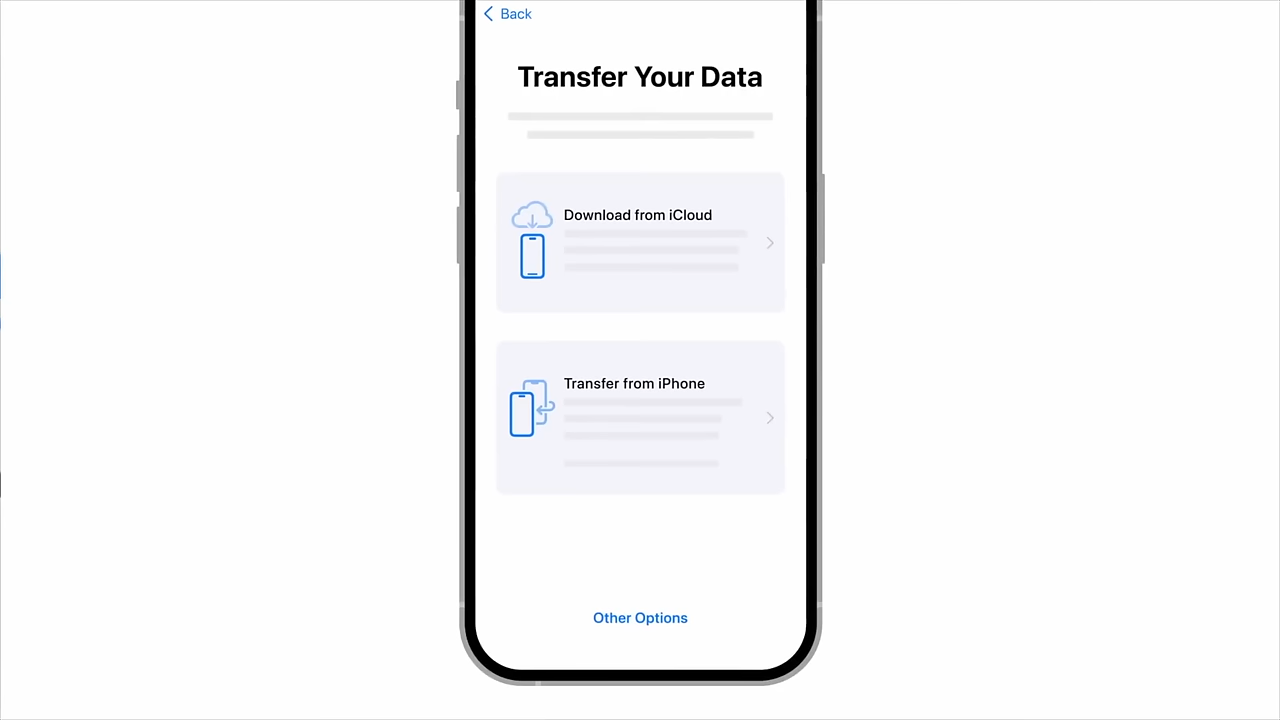 Back
Transfer Your Data
Download from iCloud
Transfer from iPhone
Other Options